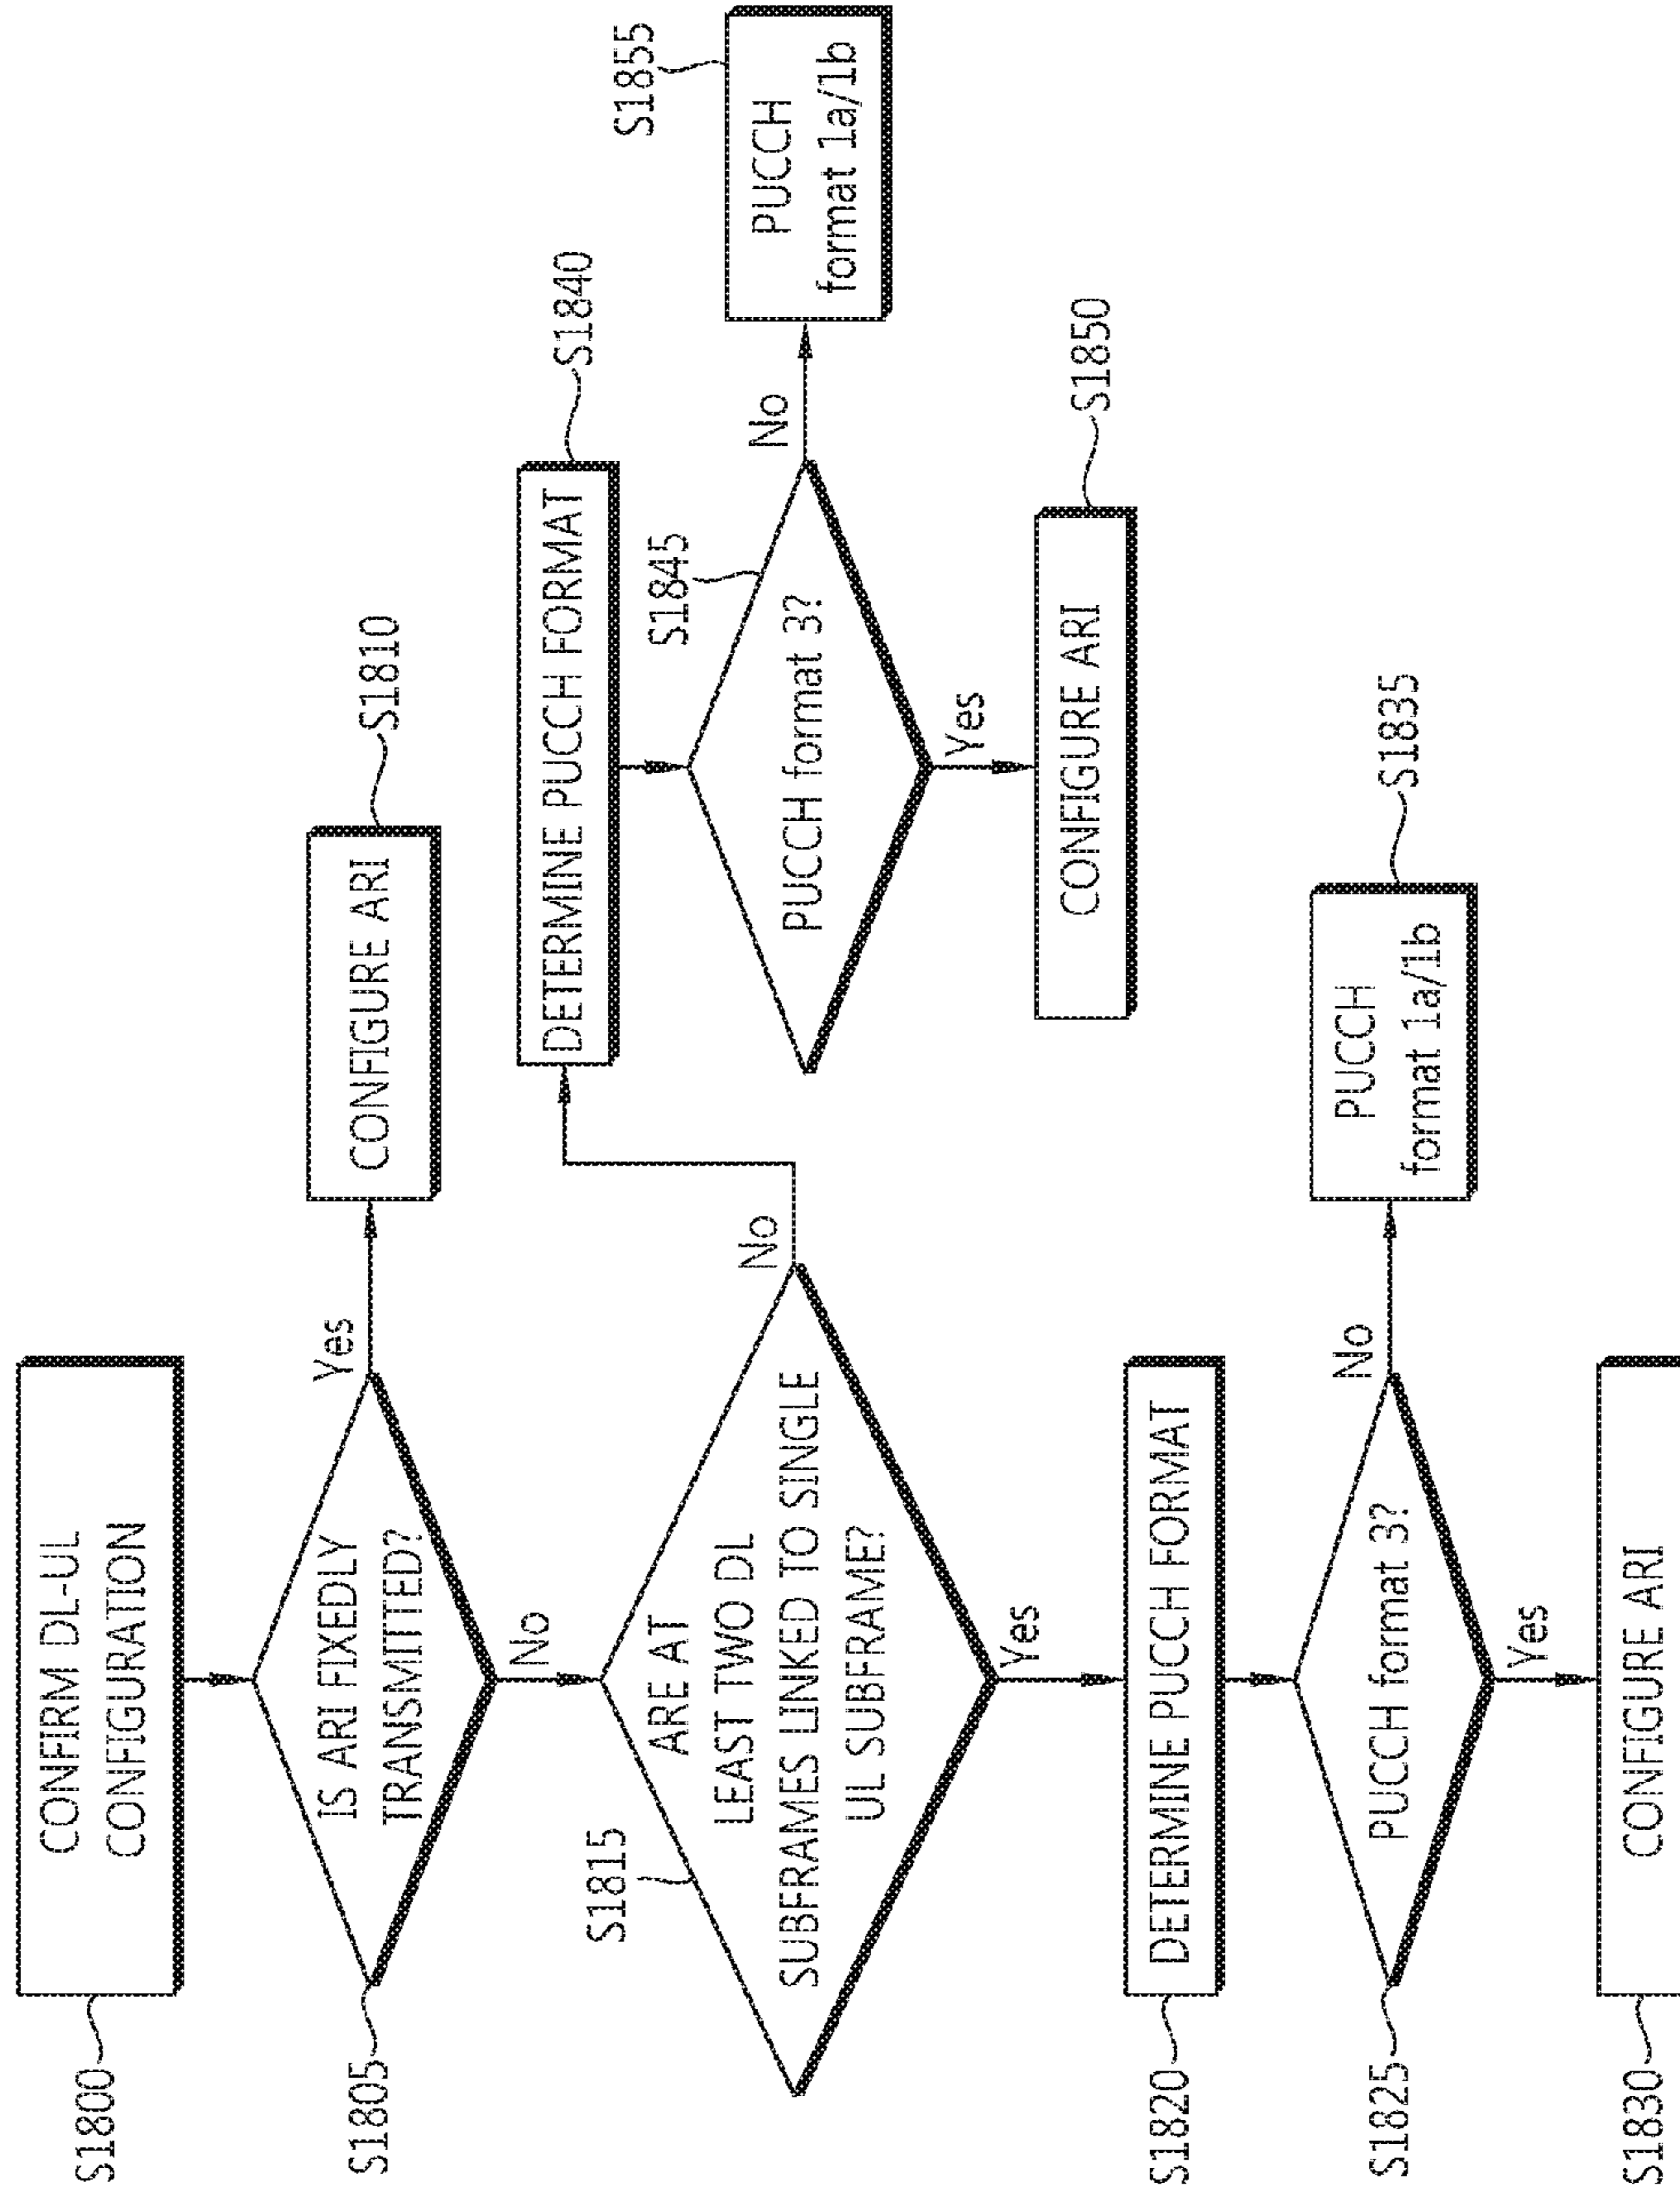 S1800
CONFIRM DL-UL
CONFIGURATION
S1805
IS ARI FIXEDLY
TRANSMITTED?
Yes
CONFIGURE ARI
S1810
No
S1815
ARE AT
LEAST TWO DL
SUBFRAMES LINKED TO SINGLE
UL SUBFRAME?
No
DETERMINE PUCCH FORMAT
S1840
S1845
PUCCH format 3?
No
PUCCH
format 1a/1b
S1855
Yes
CONFIGURE ARI
S1850
Yes
S1820
DETERMINE PUCCH FORMAT
S1825
PUCCH format 3?
No
PUCCH
format 1a/1b
S1835
Yes
S1830
CONFIGURE ARI